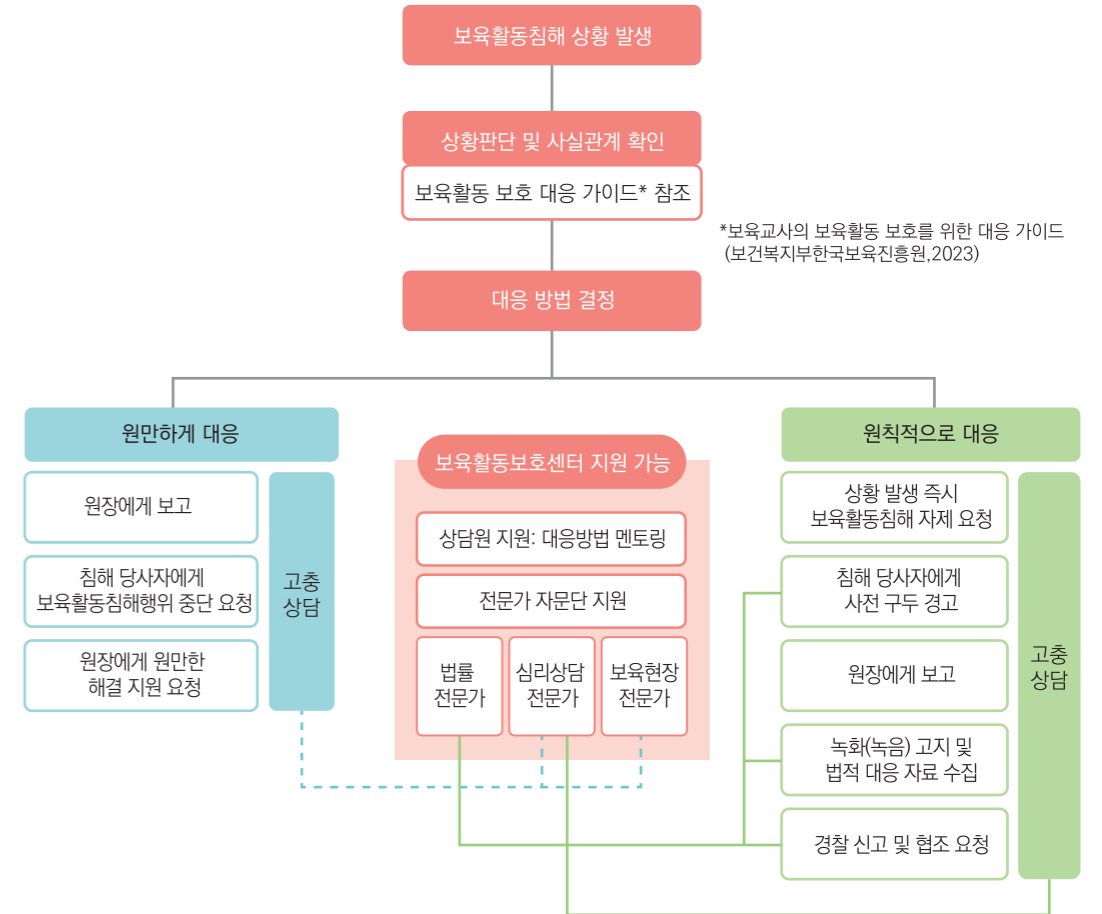 보육활동침해 상황 발생
상황판단 및 사실관계 확인
보육활동 보호 대응 가이드* 참조
*보육교사의 보육활동 보호를 위한 대응 가이드
(보건복지부한국보육진흥원,2023)
대응 방법 결정
원만하게 대응
원장에게 보고
침해 당사자에게
보육활동침해행위 중단 요청
원장에게 원만한
해결 지원 요청
고충
상담
보육활동보호센터 지원 가능
상담원 지원: 대응방법 멘토링
전문가 자문단 지원
법률
전문가
심리상담
전문가
보육현장
전문가
원칙적으로 대응
상황 발생 즉시
보육활동침해 자제 요청
침해 당사자에게
사전 구두 경고
원장에게 보고
녹화(녹음) 고지 및
법적 대응 자료 수집
경찰 신고 및 협조 요청
고충
상담